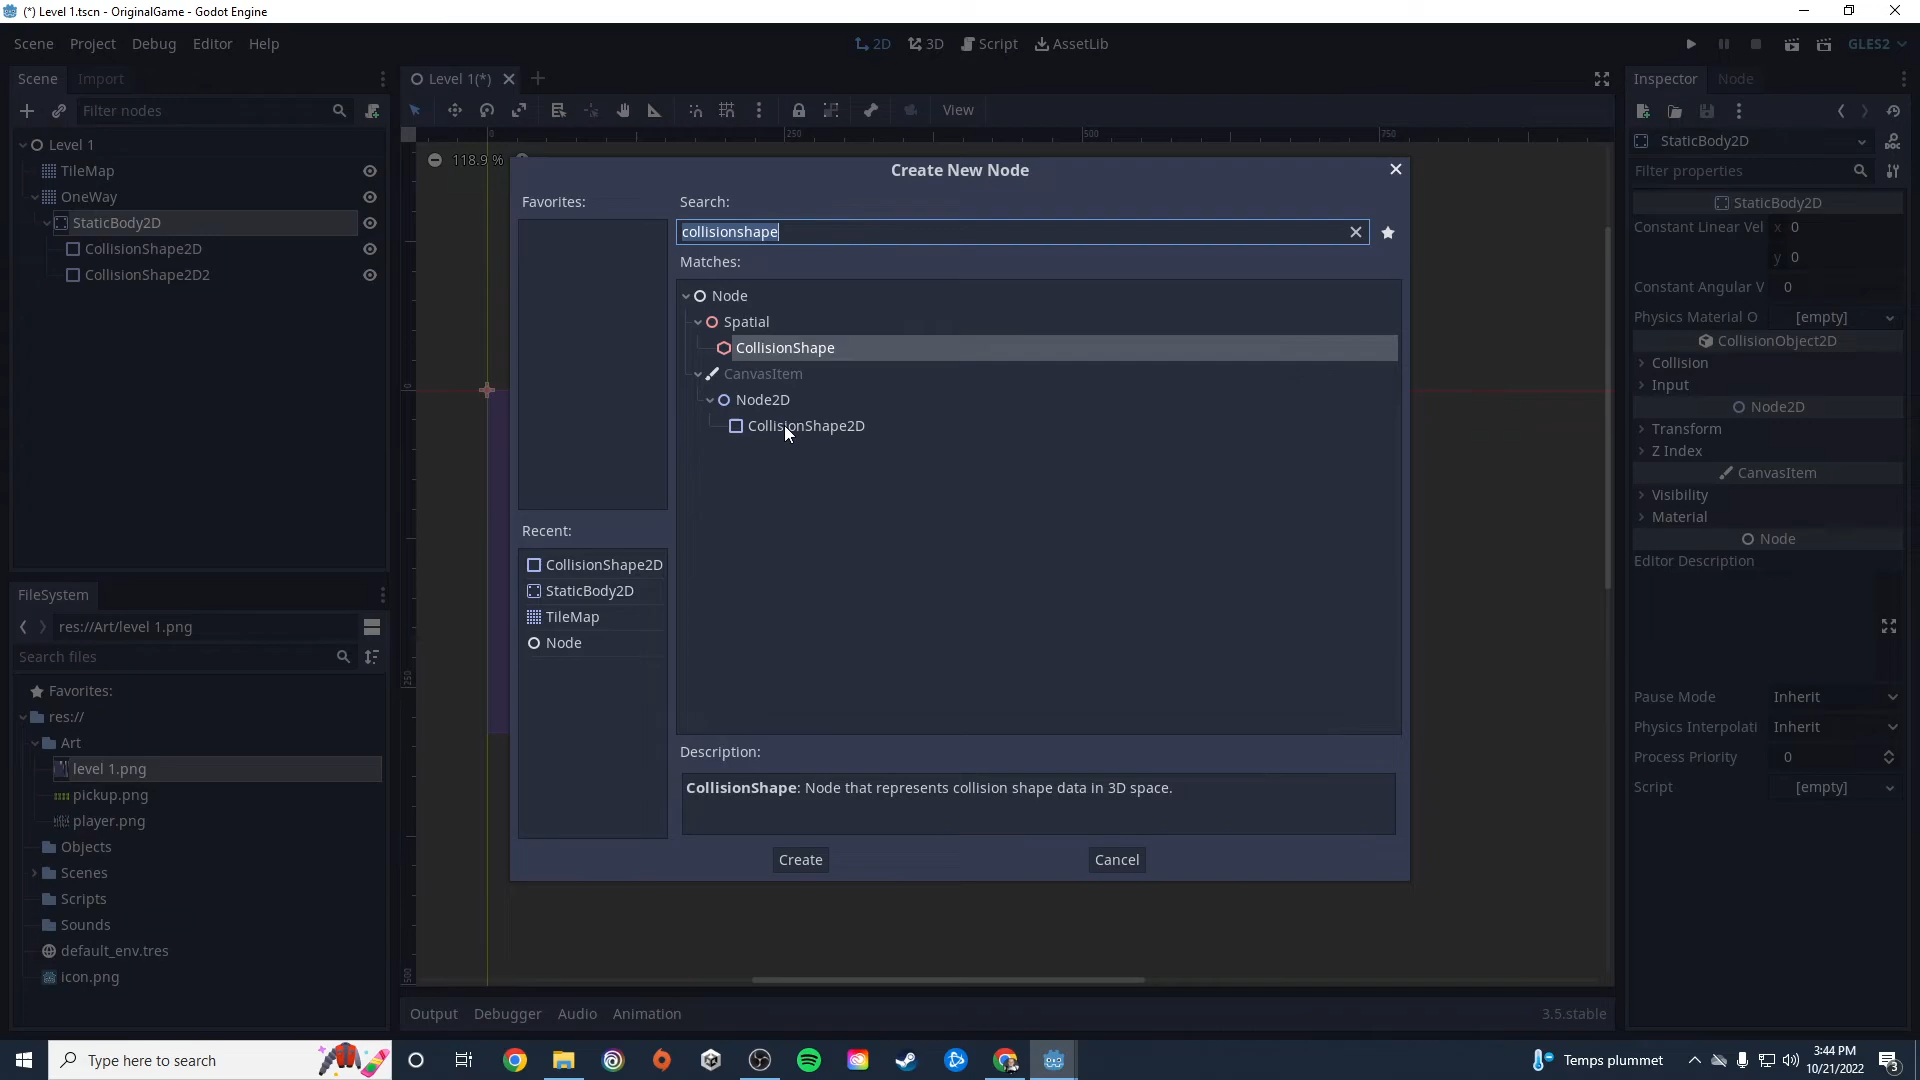 (*) Level 1.tscn - OriginalGame - Godot Engine
Scene Project Debug Editor Help
2D 3D Script AssetLib
GLES2
Scene Import
Level 1(*)
Inspector Node
Filter nodes
View
Level 1
TileMap
OneWay
StaticBody2D
CollisionShape2D
CollisionShape2D2
0 250 500 750
118.9 %
0
250
500
Create New Node
Favorites:
Search:
collisionshape
Matches:
Node
Spatial
CollisionShape
CanvasItem
Node2D
CollisionShape2D
Recent:
CollisionShape2D
StaticBody2D
TileMap
Node
Description:
CollisionShape: Node that represents collision shape data in 3D space.
Create Cancel
StaticBody2D
DOC
Filter properties
StaticBody2D
Constant Linear Vel x 0
y 0
Constant Angular V 0
Physics Material O [empty]
CollisionObject2D
Collision
Input
Node2D
Transform
Z Index
CanvasItem
Visibility
Material
Node
Editor Description
Pause Mode Inherit
Physics Interpolati Inherit
Process Priority 0
Script [empty]
FileSystem
res://Art/level 1.png
Search files
Favorites:
res://
Art
level 1.png
pickup.png
player.png
Objects
Scenes
Scripts
Sounds
default_env.tres
icon.png
Output Debugger Audio Animation
3.5.stable
Type here to search
Temps plummet
3:44 PM
10/21/2022
3